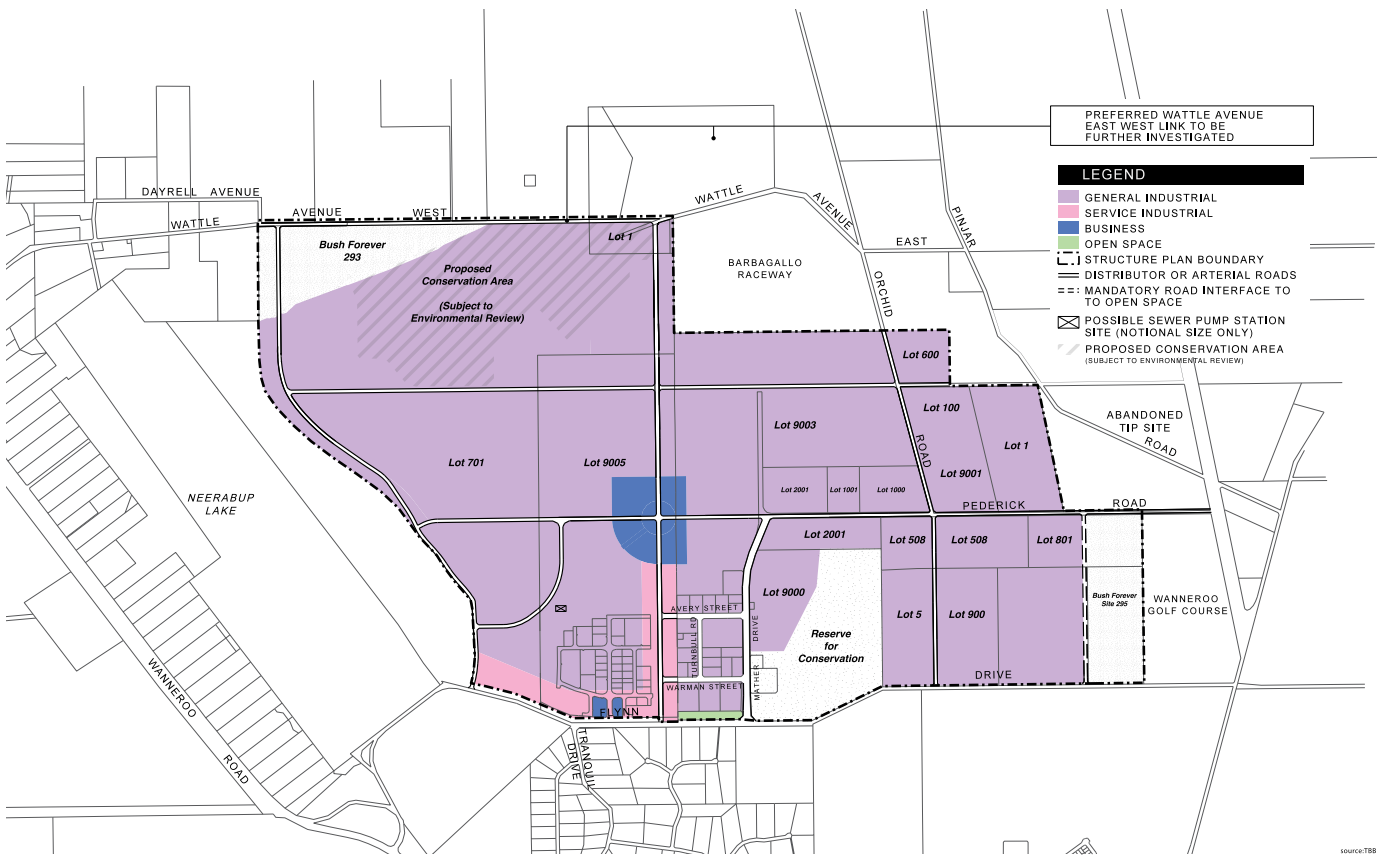 PREFERRED WATTLE AVENUE
EAST WEST LINK TO BE
FURTHER INVESTIGATED
LEGEND
GENERAL INDUSTRIAL
SERVICE INDUSTRIAL
BUSINESS
OPEN SPACE
STRUCTURE PLAN BOUNDARY
DISTRIBUTOR OR ARTERIAL ROADS
MANDATORY ROAD INTERFACE TO
TO OPEN SPACE
POSSIBLE SEWER PUMP STATION
SITE (NOTIONAL SIZE ONLY)
PROPOSED CONSERVATION AREA
(SUBJECT TO ENVIRONMENTAL REVIEW)
DAYRELL AVENUE
WATTLE
AVENUE WEST
WATTLE
AVENUE
EAST
PINJAR
ROAD
ORCHID
ROAD
BARBAGALLO
RACEWAY
Bush Forever
293
Lot 1
Proposed
Conservation Area
(Subject to
Environmental Review)
Lot 600
Lot 100
Lot 1
Lot 9001
Lot 9003
Lot 701
Lot 9005
Lot 2001
Lot 1001
Lot 1000
ABANDONED
TIP SITE
NEERABUP
LAKE
PEDERICK
ROAD
Lot 2001
Lot 508
Lot 508
Lot 801
Lot 9000
Lot 5
Lot 900
Bush Forever
Site 295
WANNEROO
GOLF COURSE
Reserve
for
Conservation
AVERY STREET
TURNBULL RD
WARMAN STREET
MATHER
DRIVE
FLYNN
DRIVE
TRANQUIL
DRIVE
WANNEROO
ROAD
source:TBB